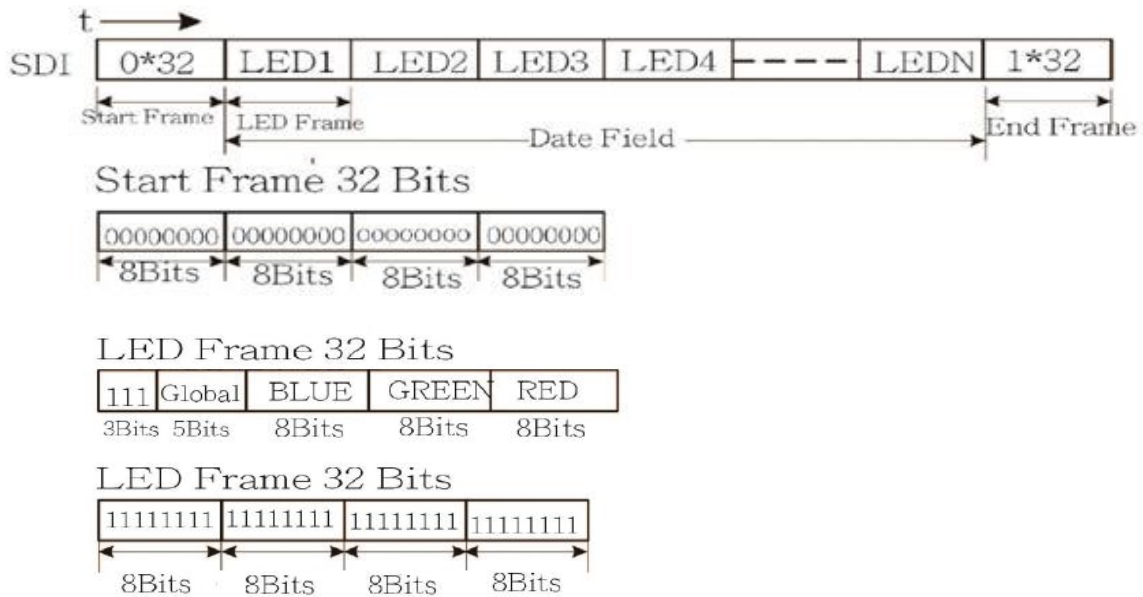 t
SDI 0*32 LED1 LED2 LED3 LED4 LEDN 1*32
Start Frame LED Frame Date Field End Frame
Start Frame 32 Bits
00000000 00000000 00000000 00000000
8Bits 8Bits 8Bits 8Bits
LED Frame 32 Bits
111 Global BLUE GREEN RED
3Bits 5Bits 8Bits 8Bits 8Bits
LED Frame 32 Bits
11111111 11111111 11111111 11111111
8Bits 8Bits 8Bits 8Bits